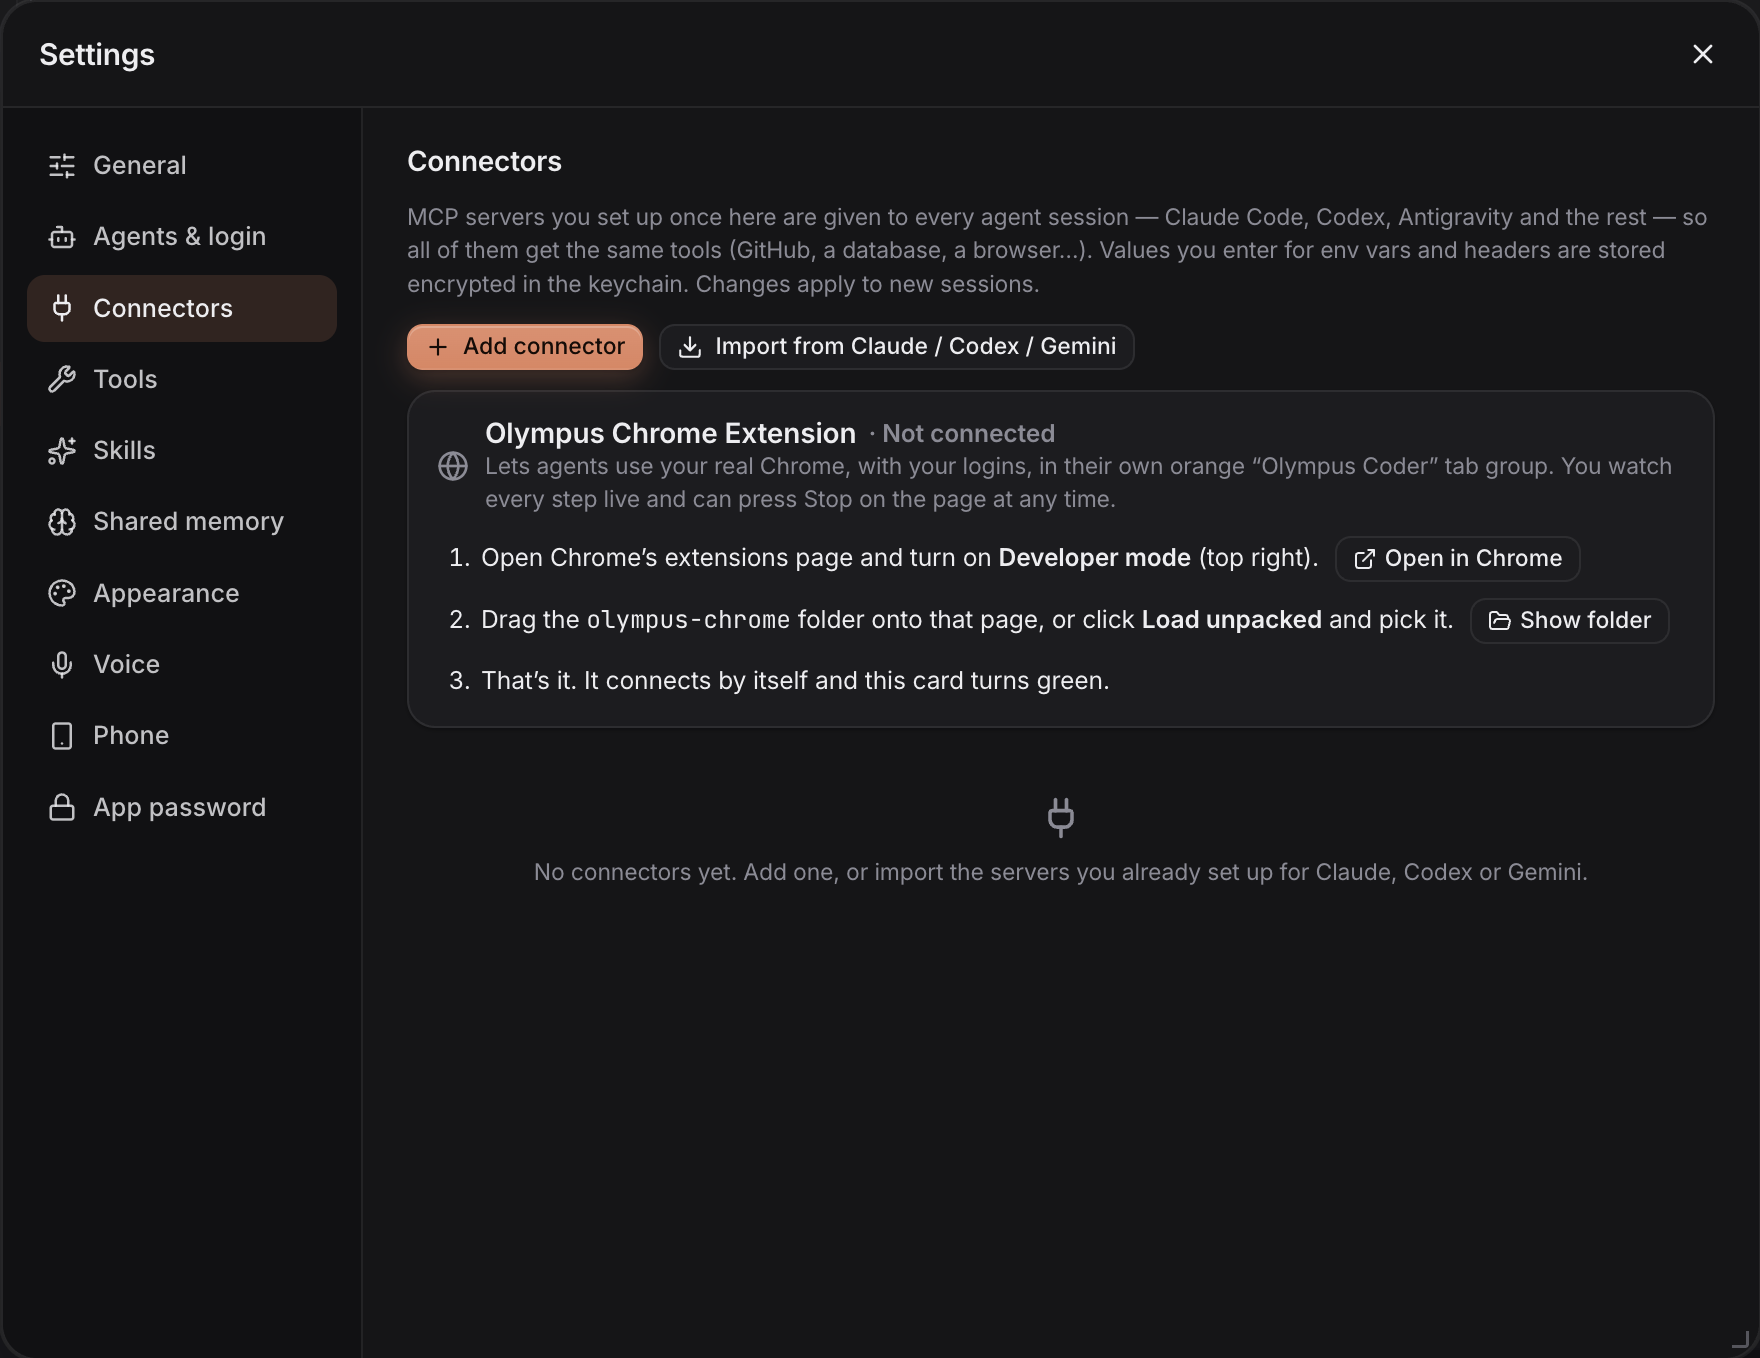 Settings
General
Agents & login
Connectors
Tools
Skills
Shared memory
Appearance
Voice
Phone
App password
Connectors
MCP servers you set up once here are given to every agent session — Claude Code, Codex, Antigravity and the rest — so
all of them get the same tools (GitHub, a database, a browser…). Values you enter for env vars and headers are stored
encrypted in the keychain. Changes apply to new sessions.
Add connector
Import from Claude / Codex / Gemini
Olympus Chrome Extension · Not connected
Lets agents use your real Chrome, with your logins, in their own orange “Olympus Coder” tab group. You watch
every step live and can press Stop on the page at any time.
1. Open Chrome’s extensions page and turn on Developer mode (top right). Open in Chrome
2. Drag the olympus-chrome folder onto that page, or click Load unpacked and pick it. Show folder
3. That’s it. It connects by itself and this card turns green.
No connectors yet. Add one, or import the servers you already set up for Claude, Codex or Gemini.